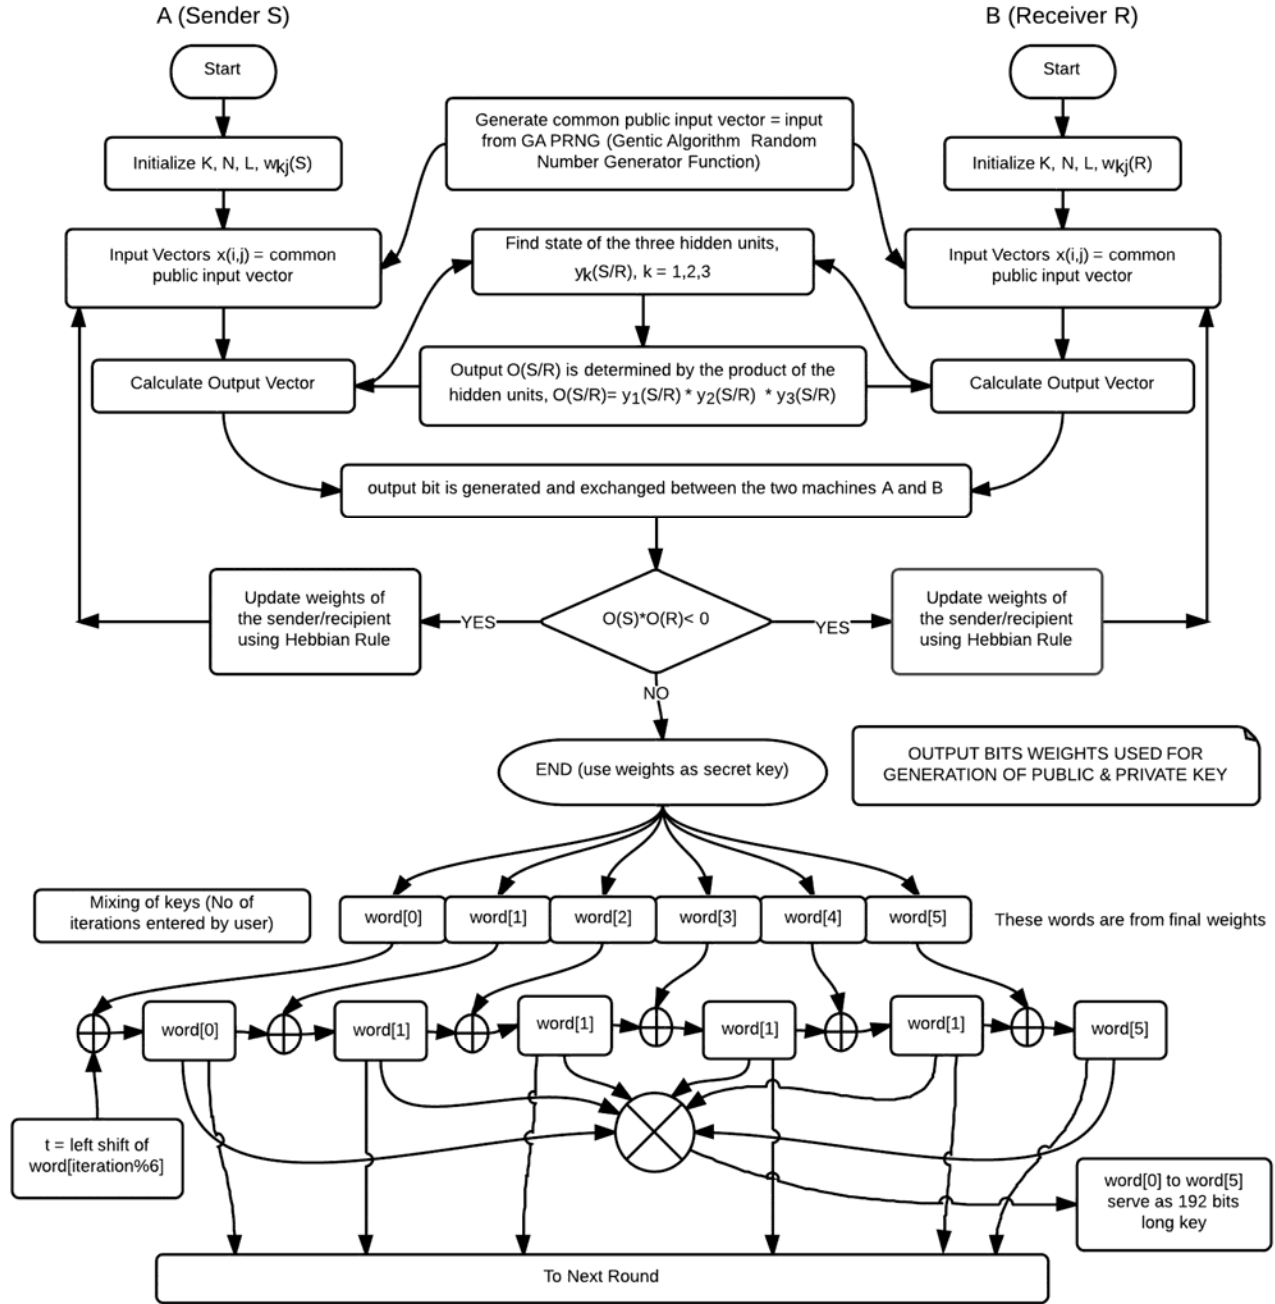 A (Sender S)
B (Receiver R)
Start
Start
Generate common public input vector = input
from GA PRNG (Gentic Algorithm Random
Number Generator Function)
Initialize K, N, L, wkj(S)
Initialize K, N, L, wkj(R)
Input Vectors x(i,j) = common
public input vector
Find state of the three hidden units,
yk(S/R), k = 1,2,3
Input Vectors x(i,j) = common
public input vector
Calculate Output Vector
Output O(S/R) is determined by the product of the
hidden units, O(S/R)= y1(S/R) * y2(S/R) * y3(S/R)
Calculate Output Vector
output bit is generated and exchanged between the two machines A and B
Update weights of
the sender/recipient
using Hebbian Rule
YES
O(S)*O(R)< 0
YES
Update weights of
the sender/recipient
using Hebbian Rule
NO
END (use weights as secret key)
OUTPUT BITS WEIGHTS USED FOR
GENERATION OF PUBLIC & PRIVATE KEY
Mixing of keys (No of
iterations entered by user)
word[0]
word[1]
word[2]
word[3]
word[4]
word[5]
These words are from final weights
word[0]
word[1]
word[1]
word[1]
word[1]
word[5]
t = left shift of
word[iteration%6]
word[0] to word[5]
serve as 192 bits
long key
To Next Round